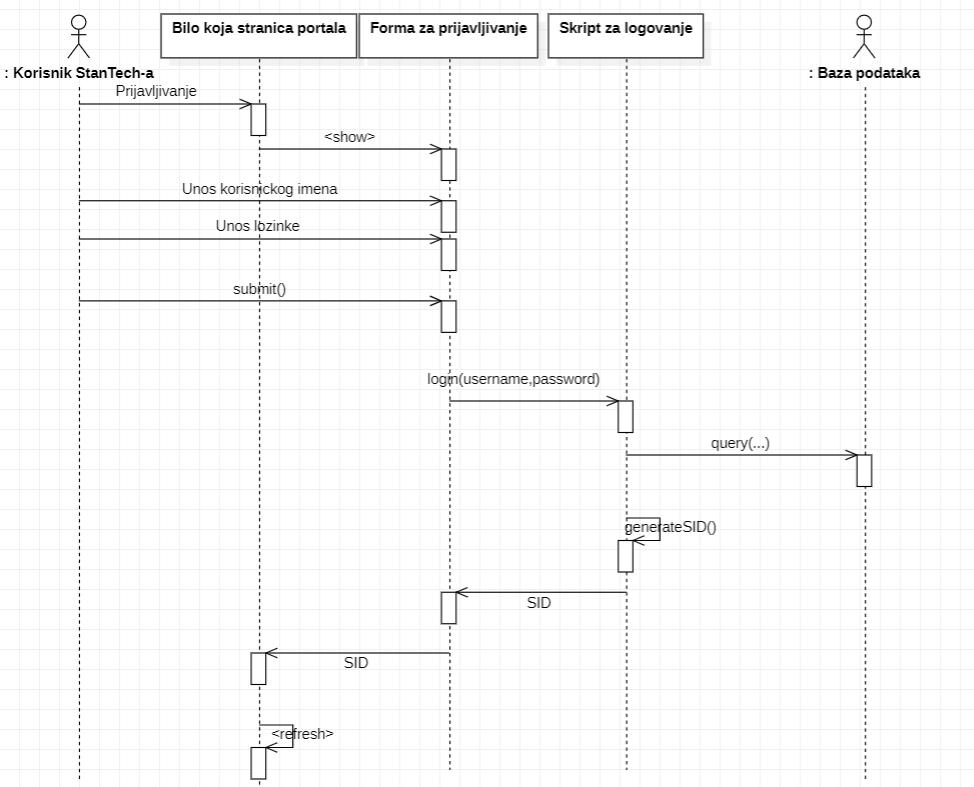 Bilo koja stranica portala
Forma za prijavljivanje
Skript za logovanje
: Korisnik StanTech-a
: Baza podataka
Prijavljivanje
<show>
Unos korisnickog imena
Unos lozinke
submit()
login(username,password)
query(...)
generateSID()
SID
SID
<refresh>